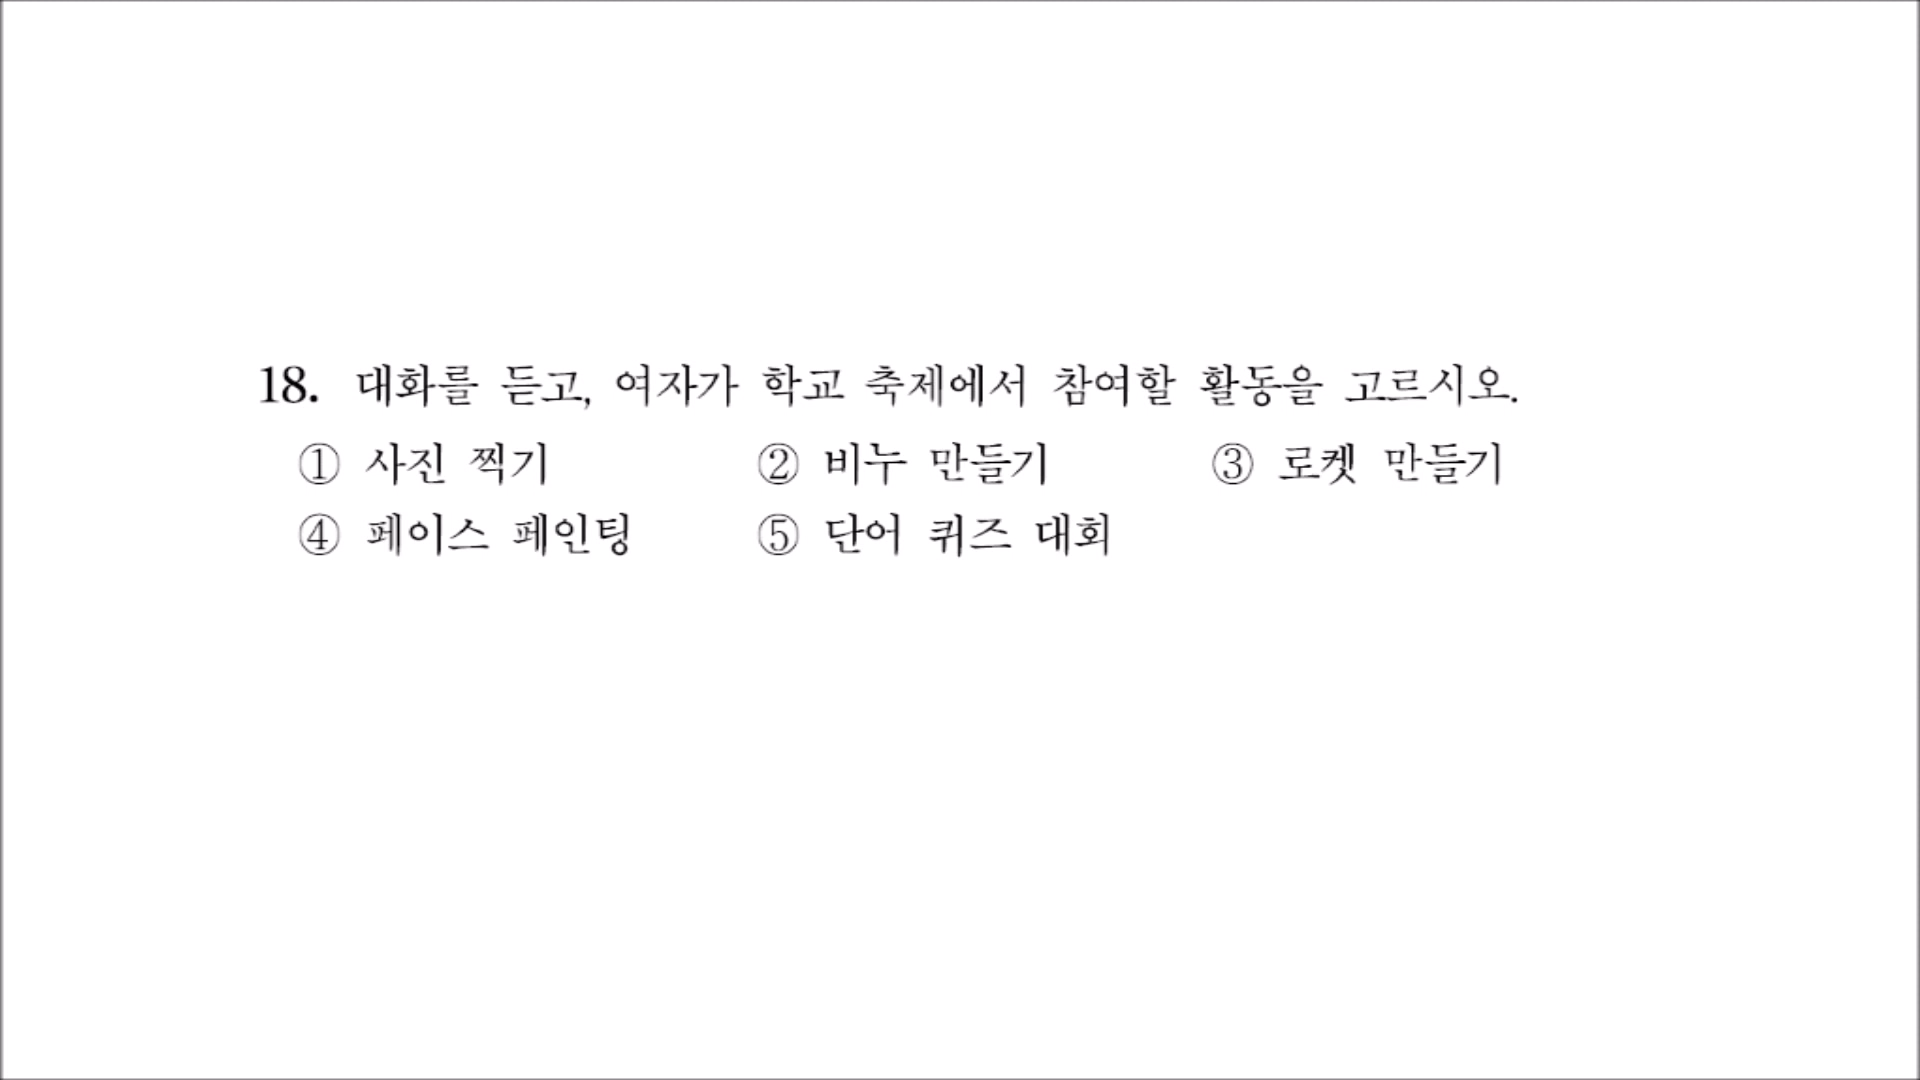 18. 대화를 듣고, 여자가 학교 축제에서 참여할 활동을 고르시오.
① 사진 찍기 ② 비누 만들기 ③ 로켓 만들기
④ 페이스 페인팅 ⑤ 단어 퀴즈 대회